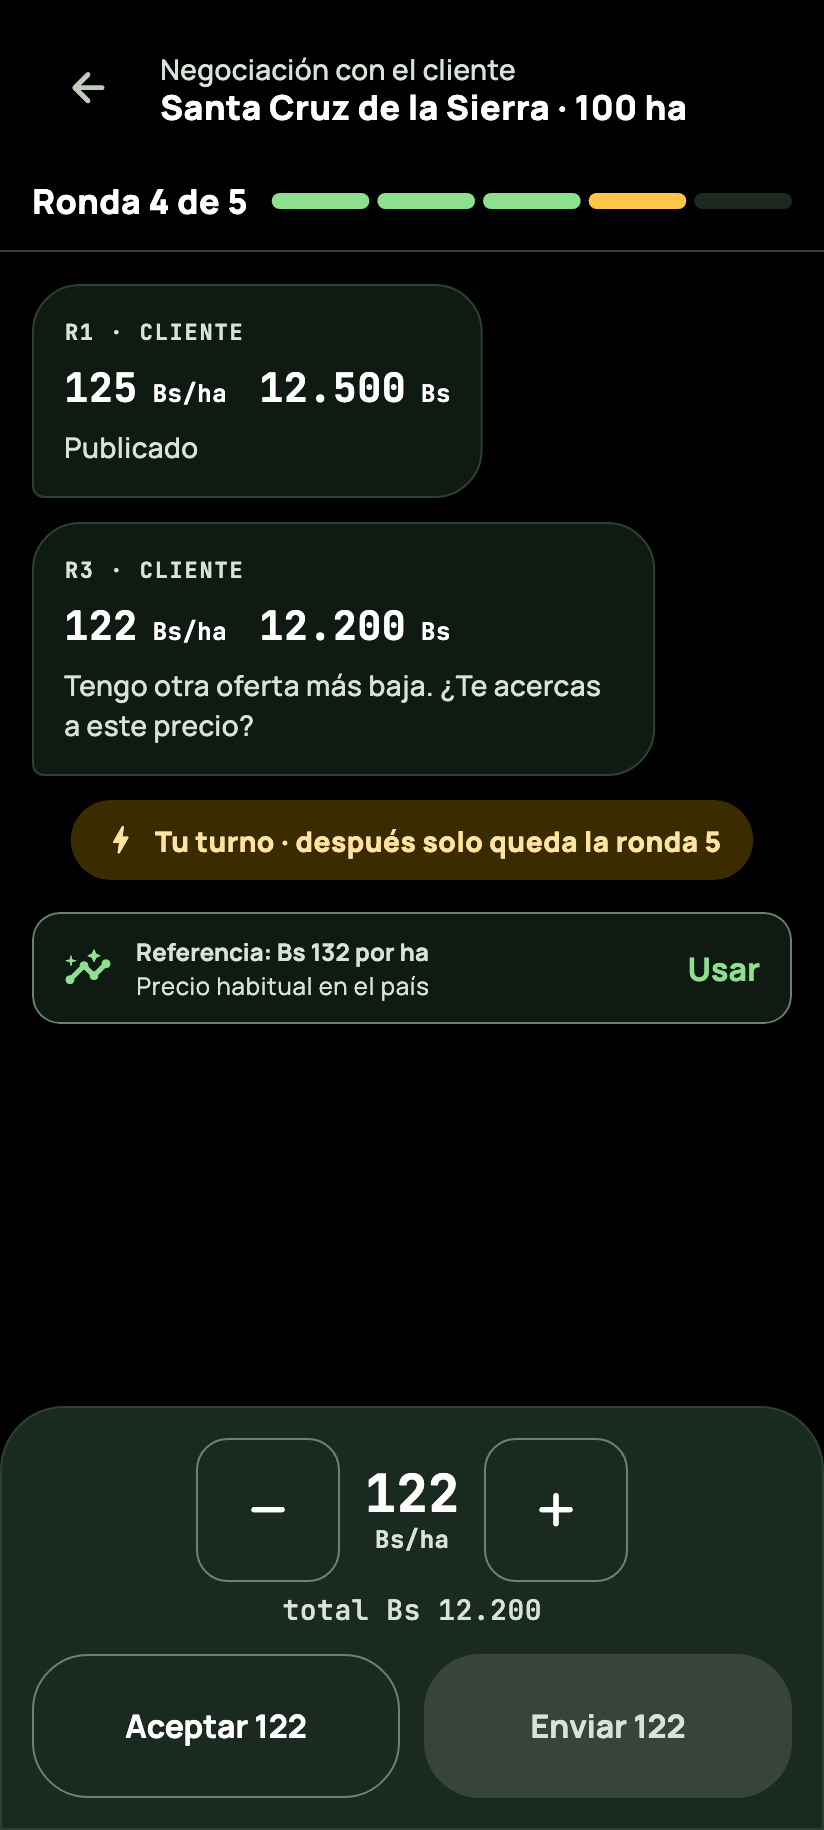 Negociación con el cliente
Santa Cruz de la Sierra · 100 ha
Ronda 4 de 5
R1 · CLIENTE
125 Bs/ha 12.500 Bs
Publicado
R3 · CLIENTE
122 Bs/ha 12.200 Bs
Tengo otra oferta más baja. ¿Te acercas
a este precio?
Tu turno · después solo queda la ronda 5
Referencia: Bs 132 por ha
Precio habitual en el país
Usar
122
Bs/ha
total Bs 12.200
Aceptar 122
Enviar 122